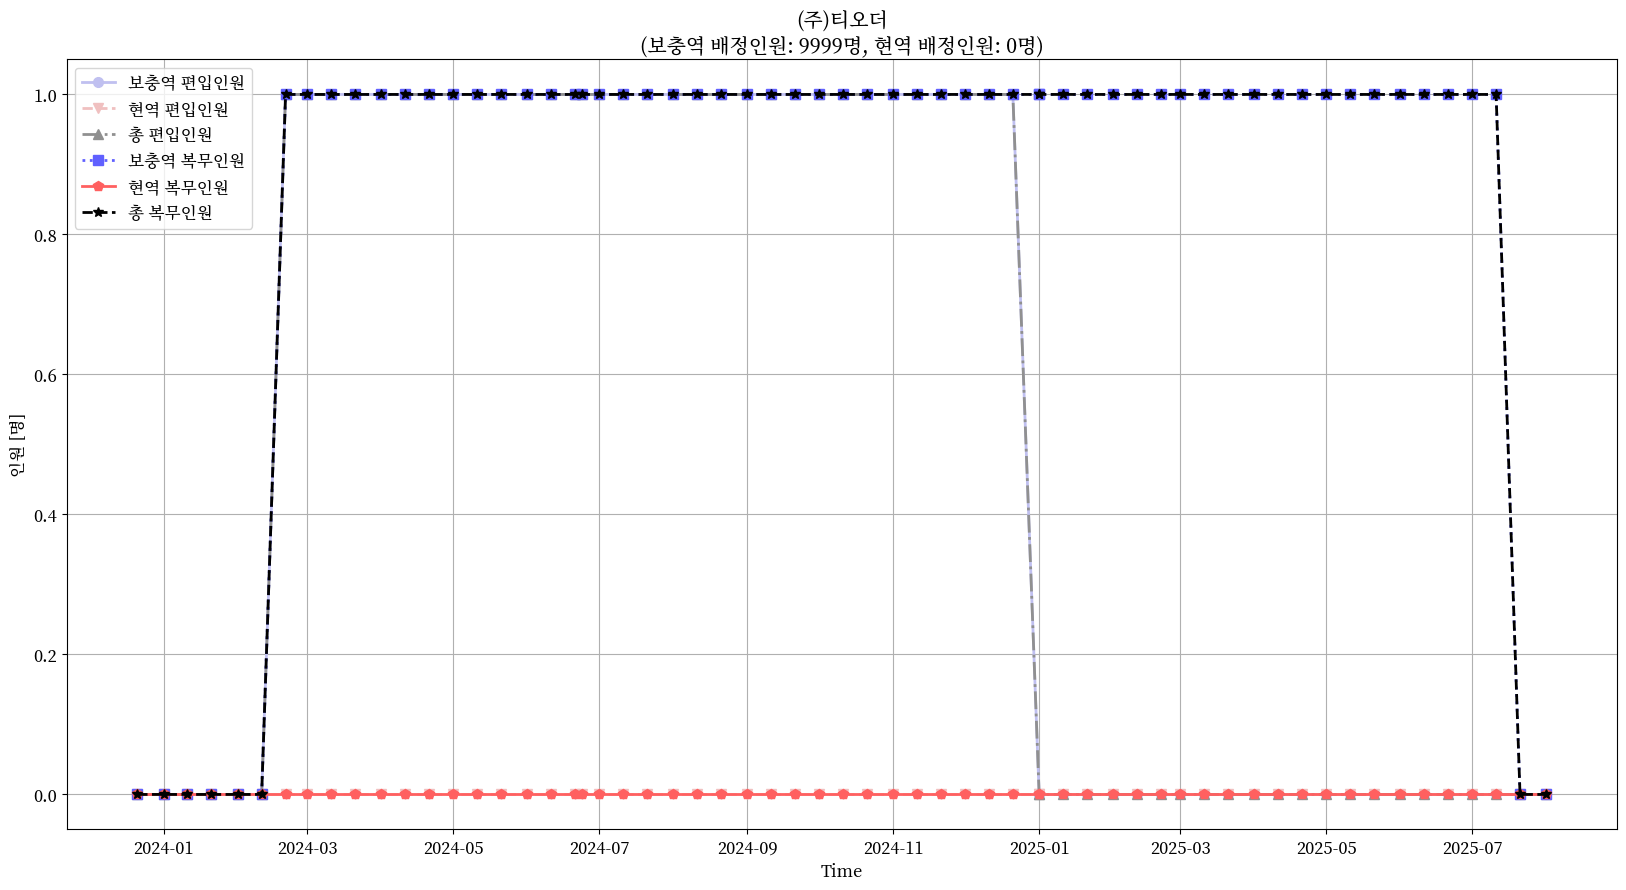 (주)티오더
(보충역 배정인원: 9999명, 현역 배정인원: 0명)
보충역 편입인원
현역 편입인원
총 편입인원
보충역 복무인원
현역 복무인원
총 복무인원
1.0
0.8
0.6
0.4
0.2
0.0
인원 [명]
2024-01 2024-03 2024-05 2024-07 2024-09 2024-11 2025-01 2025-03 2025-05 2025-07
Time